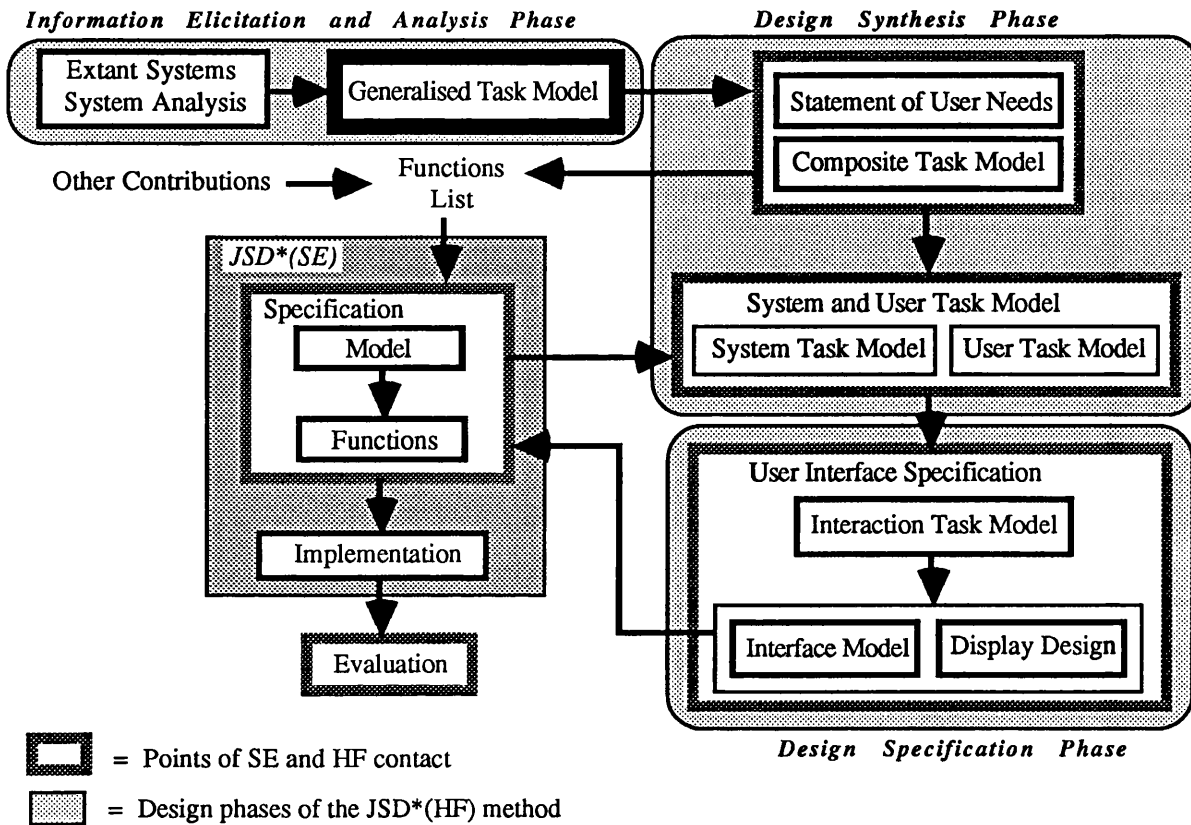 Information Elicitation and Analysis Phase
Design Synthesis Phase
Extant Systems
System Analysis
Generalised Task Model
Statement of User Needs
Composite Task Model
Other Contributions
Functions
List
JSD*(SE)
Specification
Model
Functions
Implementation
Evaluation
System and User Task Model
System Task Model
User Task Model
User Interface Specification
Interaction Task Model
Interface Model
Display Design
Design Specification Phase
= Points of SE and HF contact
= Design phases of the JSD*(HF) method